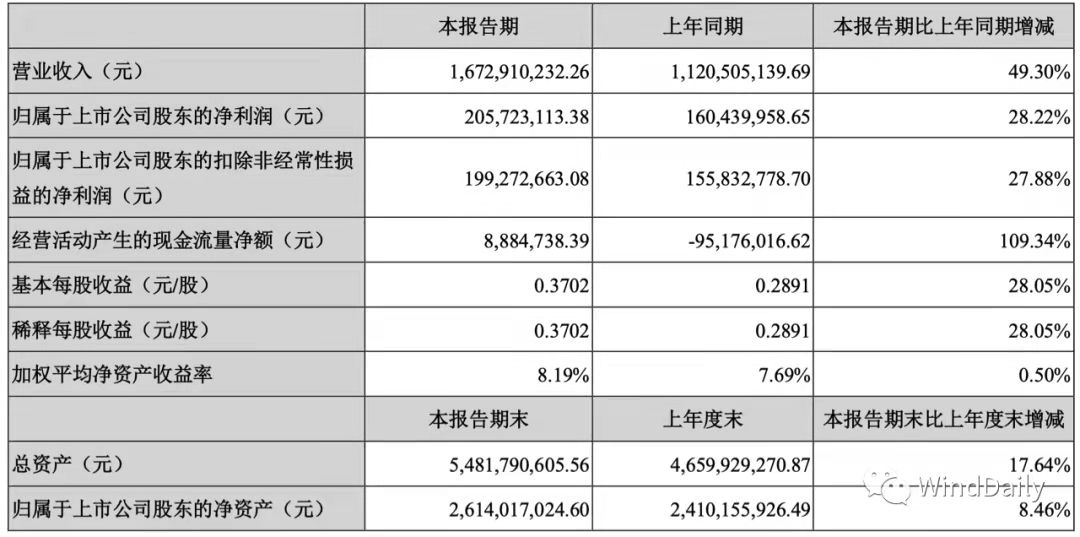 本报告期 上年同期 本报告期比上年同期增减
营业收入（元） 1,672,910,232.26 1,120,505,139.69 49.30%
归属于上市公司股东的净利润（元） 205,723,113.38 160,439,958.65 28.22%
归属于上市公司股东的扣除非经常性损
益的净利润（元） 199,272,663.08 155,832,778.70 27.88%
经营活动产生的现金流量净额（元） 8,884,738.39 -95,176,016.62 109.34%
基本每股收益（元/股） 0.3702 0.2891 28.05%
稀释每股收益（元/股） 0.3702 0.2891 28.05%
加权平均净资产收益率 8.19% 7.69% 0.50%
本报告期末 上年度末 本报告期末比上年度末增减
总资产（元） 5,481,790,605.56 4,659,929,270.87 17.64%
WindDaily
归属于上市公司股东的净资产（元） 2,614,017,024.60 2,410,155,926.49 8.46%